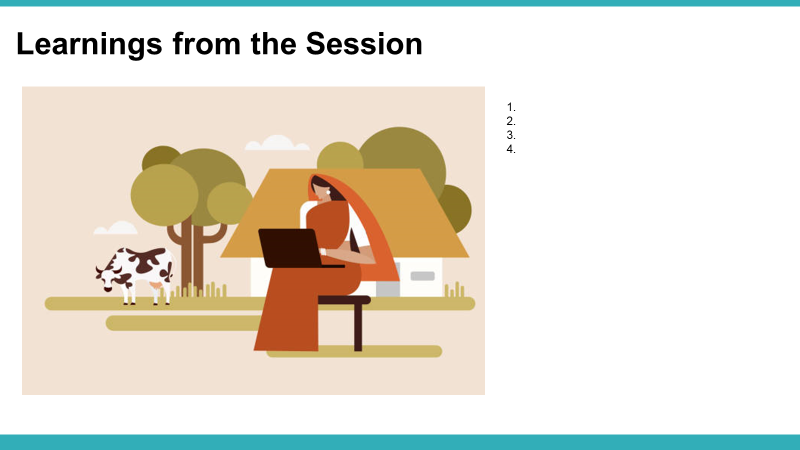 Learnings from the Session
1.
2.
3.
4.